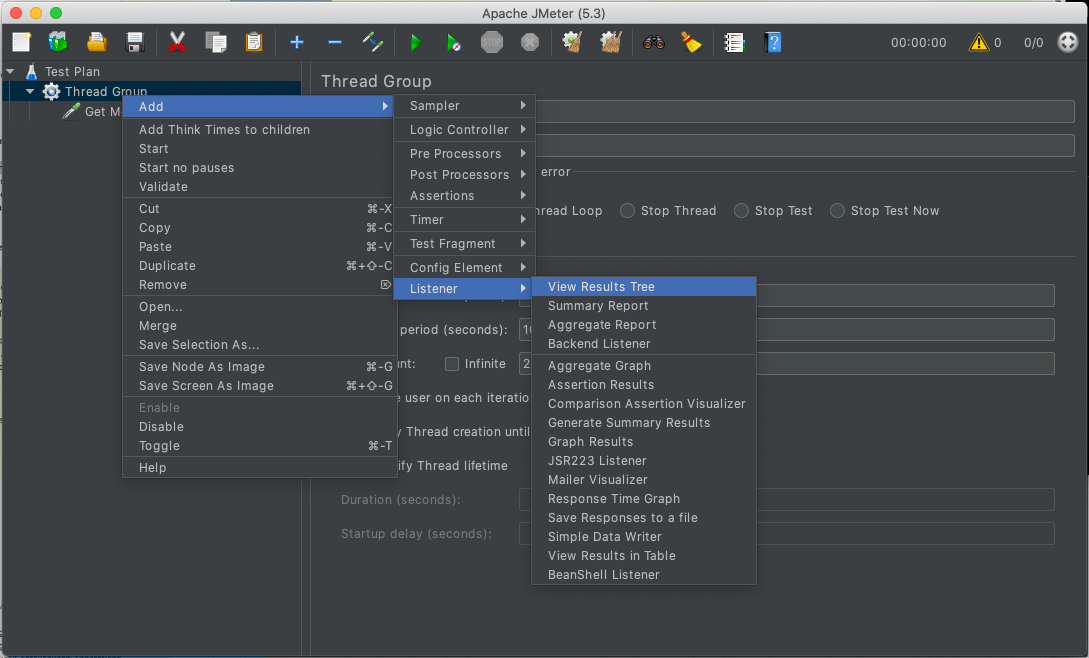 Apache JMeter (5.3)
00:00:00 0 0/0
Test Plan
Thread Group
Get M
Thread Group
error
Thread Loop Stop Thread Stop Test Stop Test Now
period (seconds):
Infinite 2
user on each iteratio
Thread creation until
Thread lifetime
Duration (seconds):
Startup delay (seconds):
Add
Add Think Times to children
Start
Start no pauses
Validate
Cut ⌘-X
Copy ⌘-C
Paste ⌘-V
Duplicate ⌘+⇧-C
Remove ⌦
Open...
Merge
Save Selection As...
Save Node As Image ⌘-G
Save Screen As Image ⌘+⇧-G
Enable
Disable
Toggle ⌘-T
Help
Sampler
Logic Controller
Pre Processors
Post Processors
Assertions
Timer
Test Fragment
Config Element
Listener
View Results Tree
Summary Report
Aggregate Report
Backend Listener
Aggregate Graph
Assertion Results
Comparison Assertion Visualizer
Generate Summary Results
Graph Results
JSR223 Listener
Mailer Visualizer
Response Time Graph
Save Responses to a file
Simple Data Writer
View Results in Table
BeanShell Listener